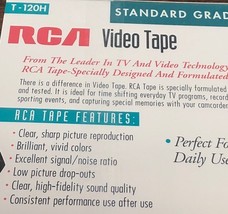 T-120H
STANDARD GRAD
RCA Video Tape
From The Leader In TV And Video Technology
RCA Tape-Specially Designed And Formulated
There is a difference in Video Tape. RCA Tape is specially formulated
and tested. It is ideal for time shifting everyday TV programs, record
sporting events, and capturing special memories with your camcorder
RCA TAPE FEATURES:
• Clear, sharp picture reproduction
• Brilliant, vivid colors
• Excellent signal/noise ratio
• Low picture drop-outs
• Clear, high-fidelity sound quality
• Consistent performance use after use
• Perfect Fo
Daily Use